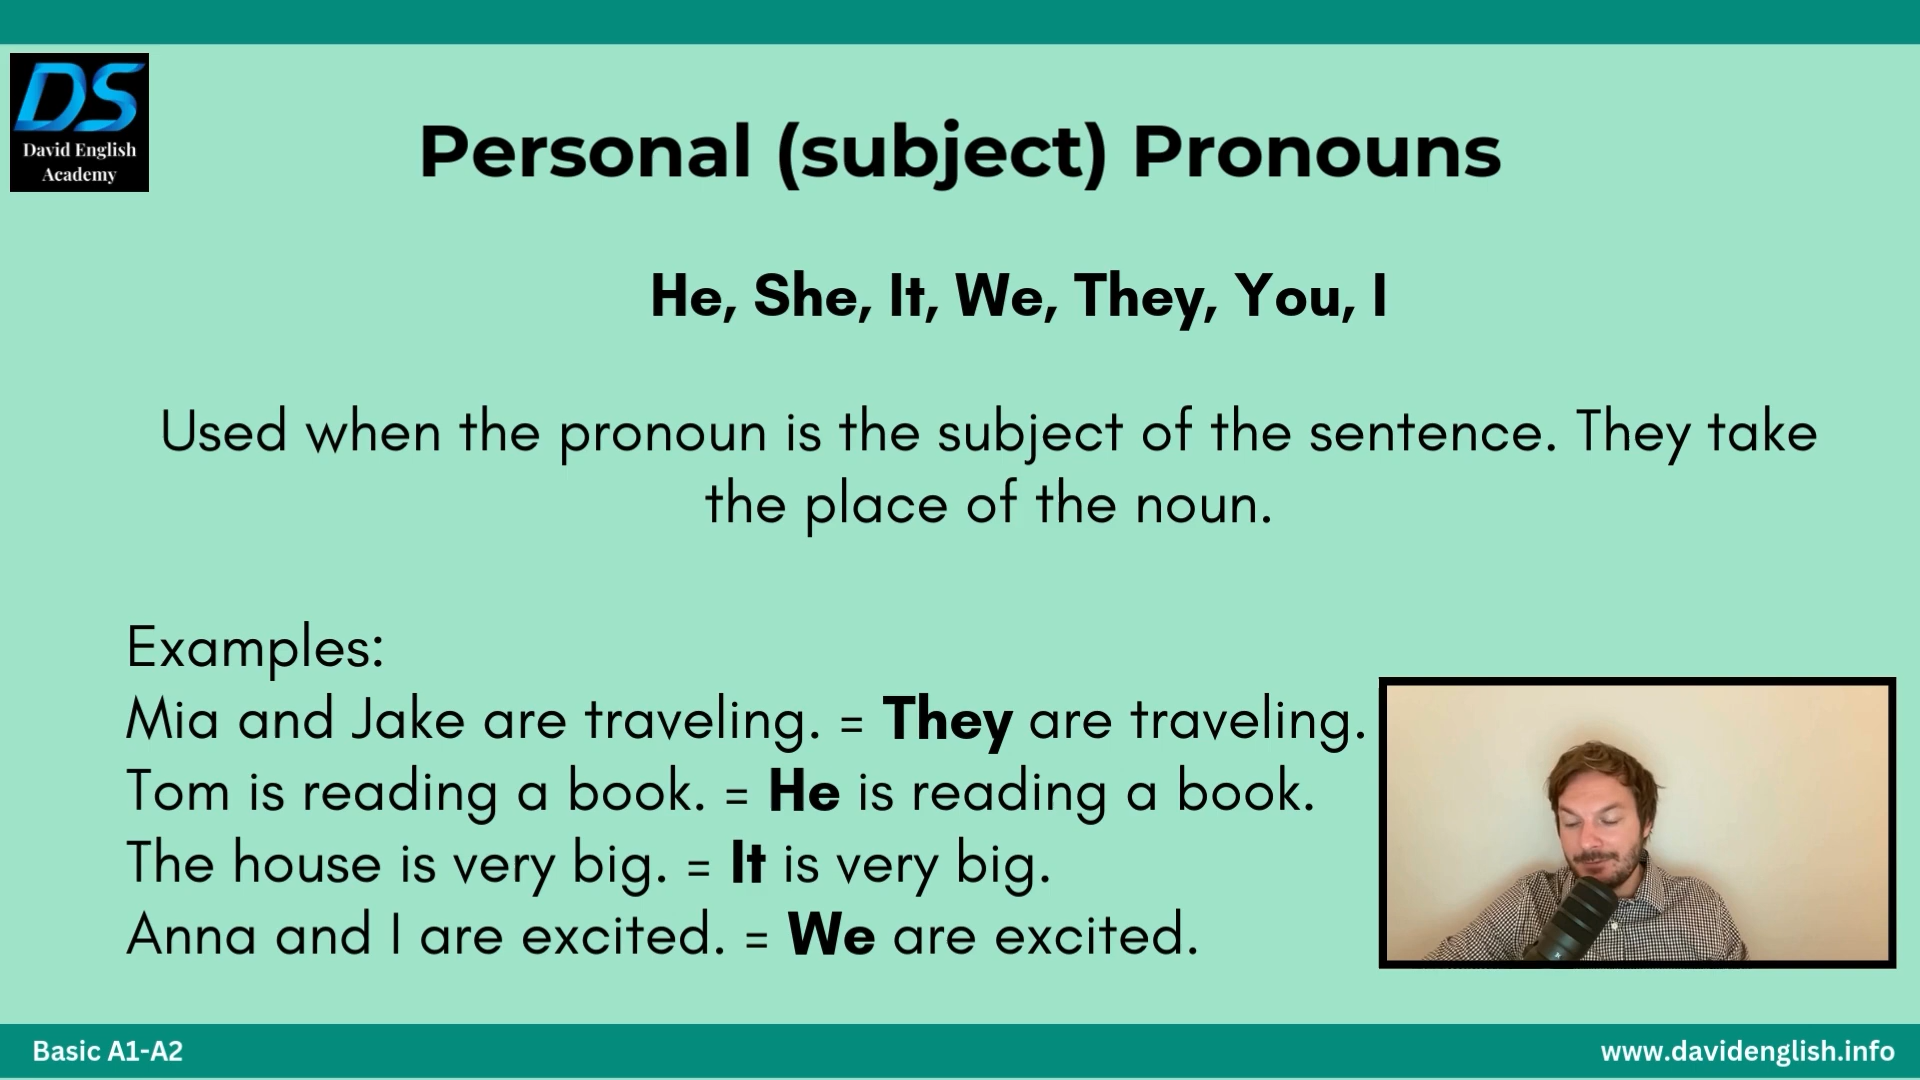 DS
David English
Academy
Personal (subject) Pronouns
He, She, It, We, They, You, I
Used when the pronoun is the subject of the sentence. They take
the place of the noun.
Examples:
Mia and Jake are traveling. = They are traveling.
Tom is reading a book. = He is reading a book.
The house is very big. = It is very big.
Anna and I are excited. = We are excited.
Basic A1-A2
www.davidenglish.info